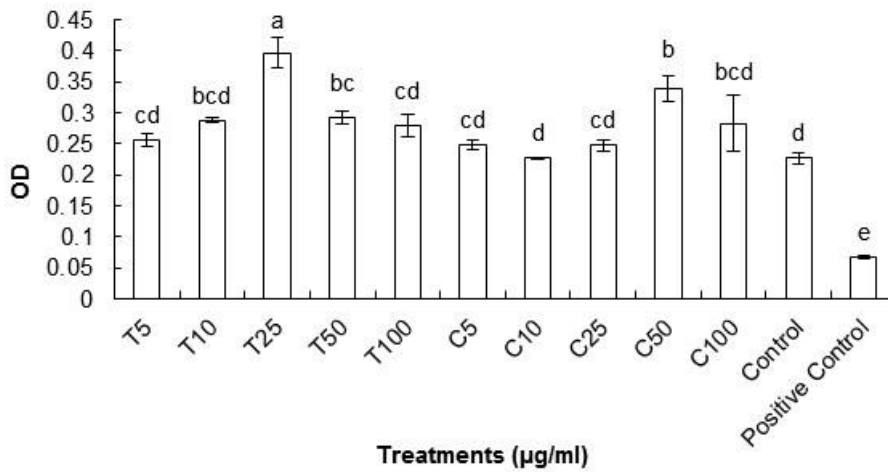 0.45
0.4
0.35
0.3
0.25
0.2
0.15
0.1
0.05
0
OD
cd
bcd
a
bc
cd
cd
d
cd
b
bcd
d
e
T5
T10
T25
T50
T100
C5
C10
C25
C50
C100
Control
Positive Control
Treatments (µg/ml)